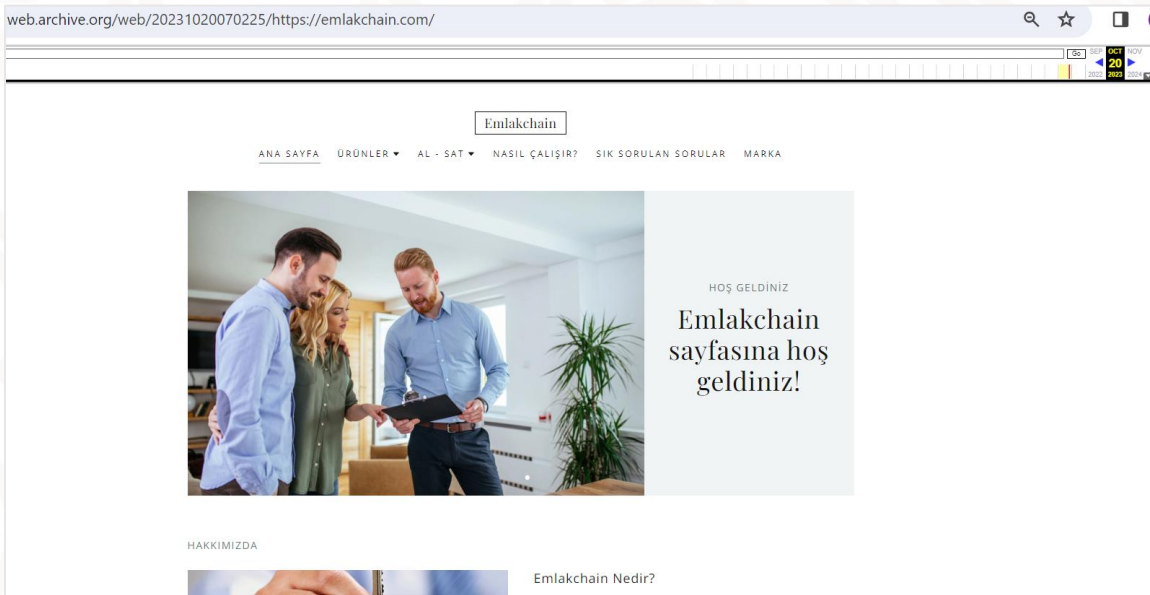 web.archive.org/web/20231020070225/https://emlakchain.com/
Go SEP OCT NOV
20
2022 2023 2024
Emlakchain
ANA SAYFA ÜRÜNLER AL - SAT NASIL ÇALIŞIR? SIK SORULAN SORULAR MARKA
HOŞ GELDİNİZ
Emlakchain
sayfasına hoş
geldiniz!
HAKKIMIZDA
Emlakchain Nedir?